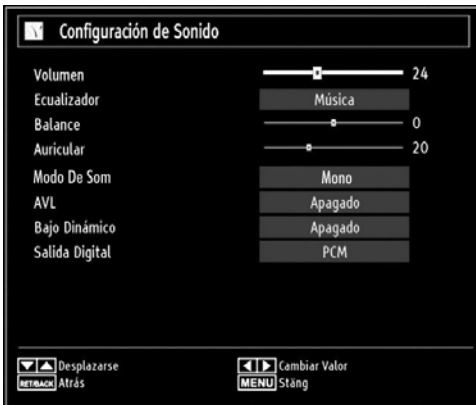 Configuración de Sonido
Volumen 24
Ecualizador Música
Balance 0
Auricular 20
Modo De Som Mono
AVL Apagado
Bajo Dinámico Apagado
Salida Digital PCM
Desplazarse Cambiar Valor
RET/BACK Atrás MENU Stäng